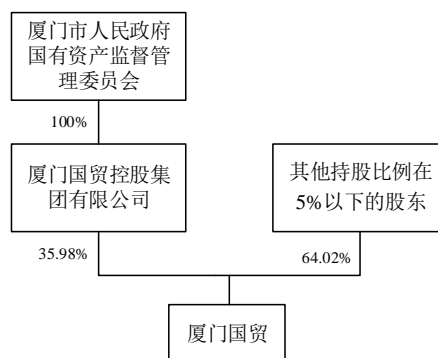 厦门市人民政府
国有资产监督管
理委员会
100%
厦门国贸控股集
团有限公司
其他持股比例在
5%以下的股东
35.98%
64.02%
厦门国贸